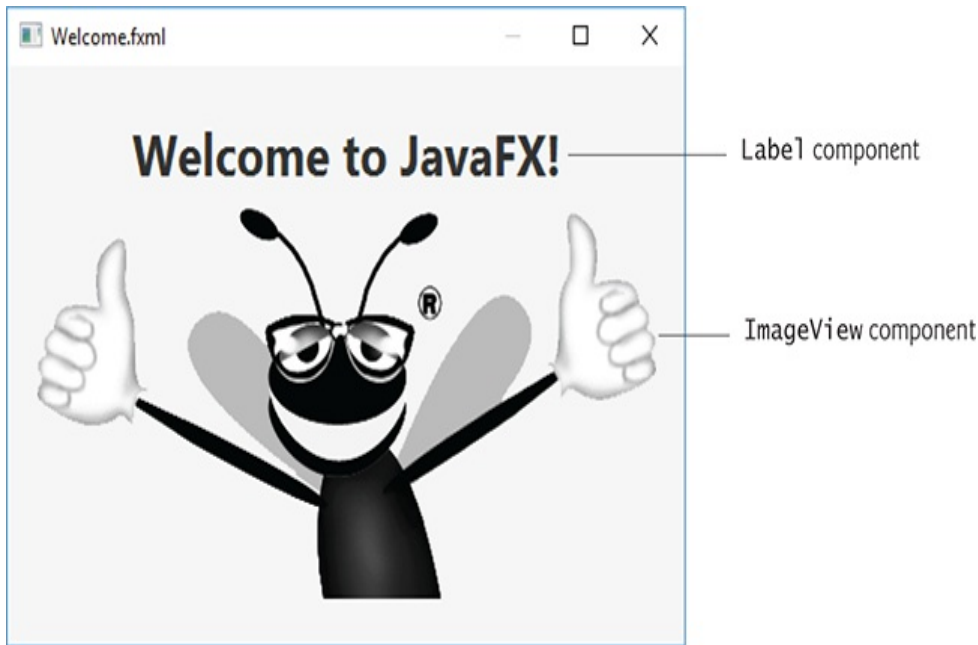 Welcome.fxml
Welcome to JavaFX!
Label component
®
ImageView component